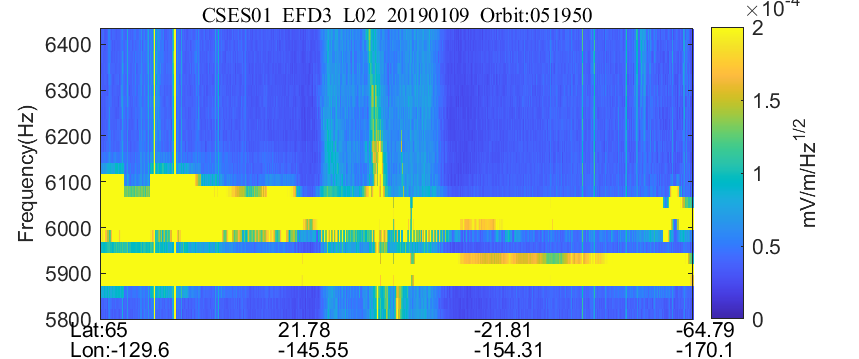 CSES01 EFD3 L02 20190109 Orbit:051950
×10⁻⁴
6400
6300
6200
6100
6000
5900
5800
Frequency(Hz)
2
1.5
1
0.5
0
mV/m/Hz^1/2
Lat:65 21.78 -21.81 -64.79
Lon:-129.6 -145.55 -154.31 -170.1